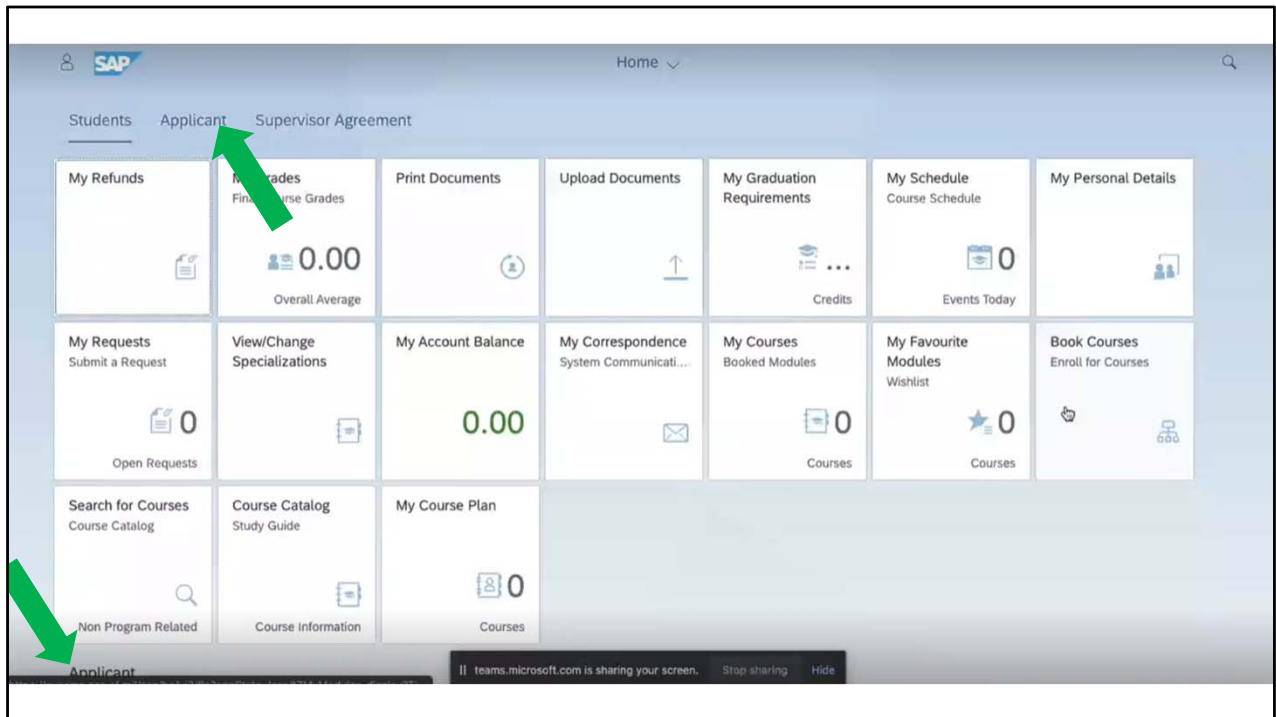 SAP
Home
Students Applicant Supervisor Agreement
My Refunds
Overall Average
0.00
Print Documents
Upload Documents
My Graduation
Requirements
...
Credits
My Schedule
Course Schedule
0
Events Today
My Personal Details
My Requests
Submit a Request
0
Open Requests
View/Change
Specializations
My Account Balance
0.00
My Correspondence
System Communicati...
My Courses
Booked Modules
0
Courses
My Favourite
Modules
Wishlist
0
Courses
Book Courses
Enroll for Courses
Search for Courses
Course Catalog
Non Program Related
Course Catalog
Study Guide
Course Information
My Course Plan
0
Courses
Applicant
teams.microsoft.com is sharing your screen. Stop sharing Hide